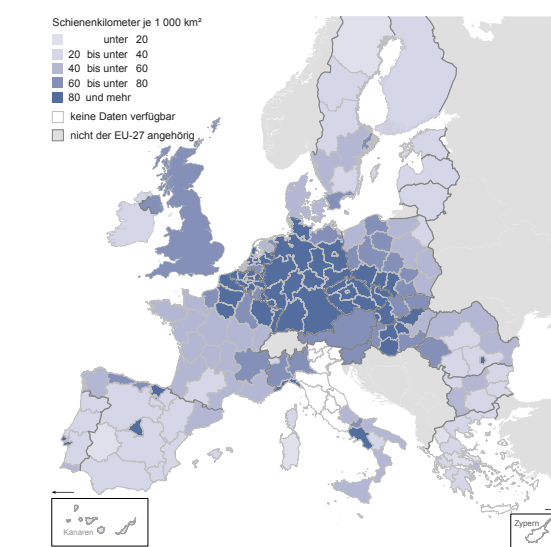 Schienenkilometer je 1 000 km²
unter 20
20 bis unter 40
40 bis unter 60
60 bis unter 80
80 und mehr
keine Daten verfügbar
nicht der EU-27 angehörig
Kanaren
Zypern